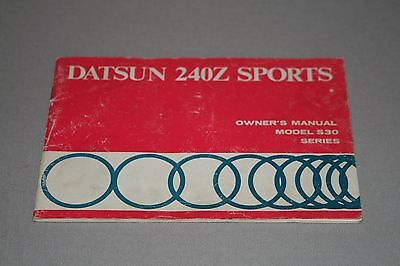 DATSUN 240Z SPORTS
OWNER'S MANUAL
MODEL S30
SERIES